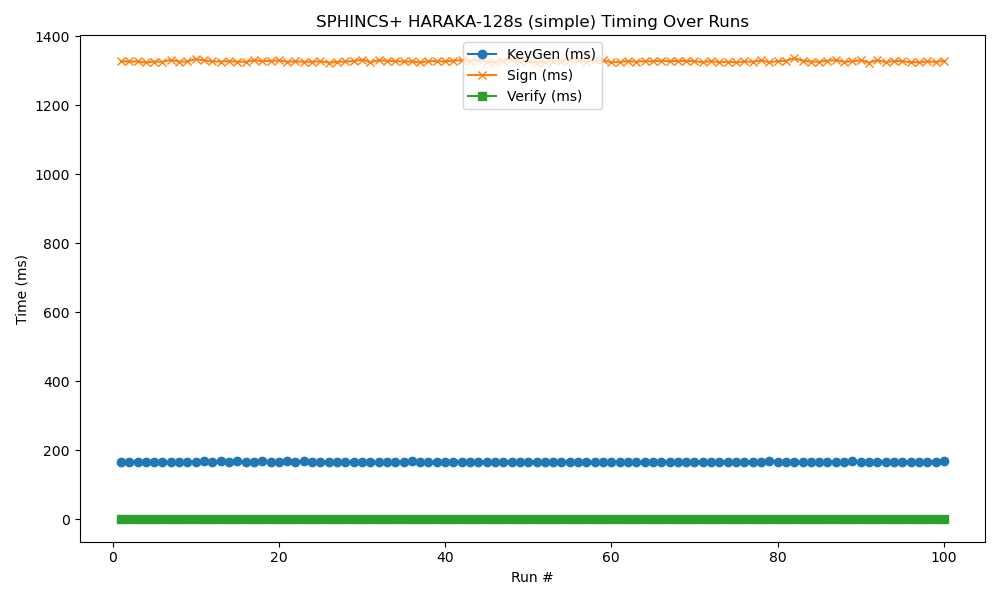 SPHINCS+ HARAKA-128s (simple) Timing Over Runs
1400
1200
1000
800
600
400
200
0
Time (ms)
KeyGen (ms)
Sign (ms)
Verify (ms)
0 20 40 60 80 100
Run #